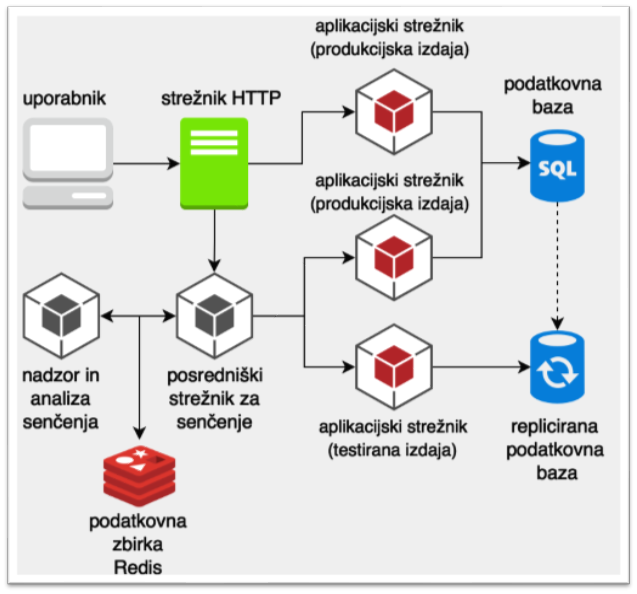 aplikacijski strežnik
(produkcijska izdaja)
uporabnik
strežnik HTTP
podatkovna
baza
SQL
aplikacijski strežnik
(produkcijska izdaja)
nadzor in
analiza
senčenja
posredniški
strežnik za
senčenje
aplikacijski strežnik
(testirana izdaja)
replicirana
podatkovna
baza
podatkovna
zbirka
Redis